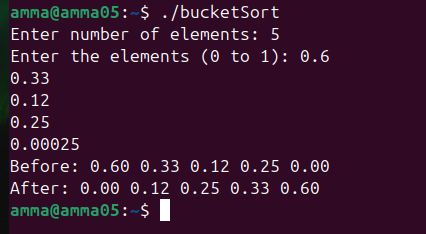 amma@amma05:~$ ./bucketSort
Enter number of elements: 5
Enter the elements (0 to 1): 0.6
0.33
0.12
0.25
0.00025
Before: 0.60 0.33 0.12 0.25 0.00
After: 0.00 0.12 0.25 0.33 0.60
amma@amma05:~$